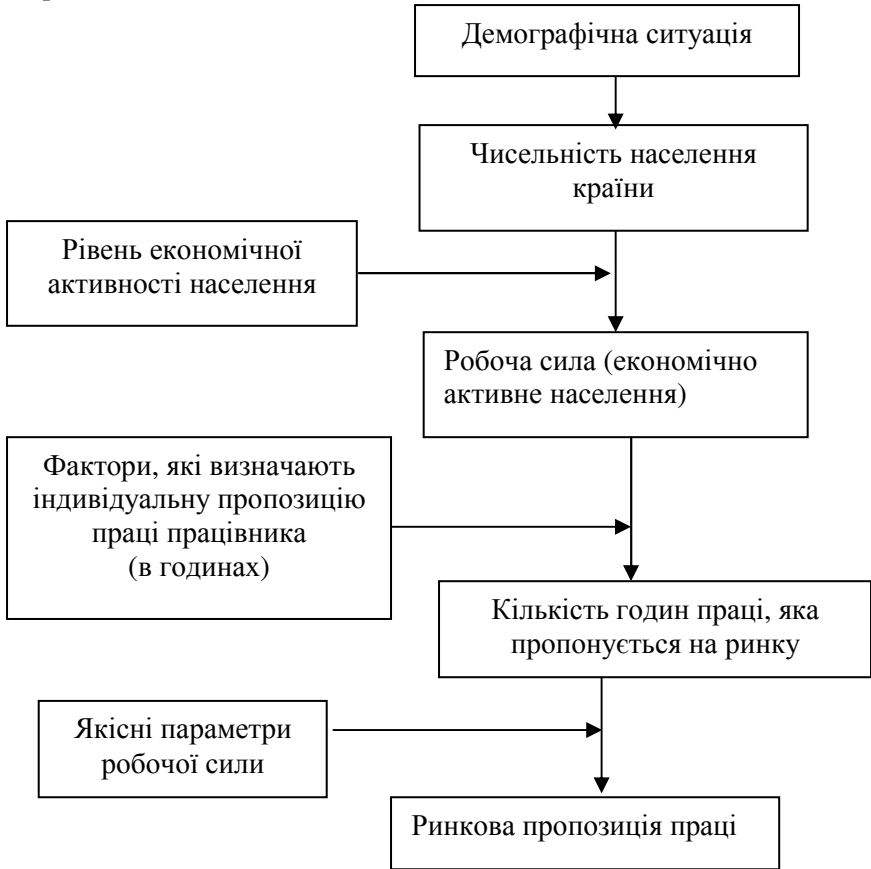 Демографічна ситуація
Чисельність населення
країни
Рівень економічної
активності населення
Робоча сила (економічно
активне населення)
Фактори, які визначають
індивідуальну пропозицію
праці працівника
(в годинах)
Кількість годин праці, яка
пропонується на ринку
Якісні параметри
робочої сили
Ринкова пропозиція праці